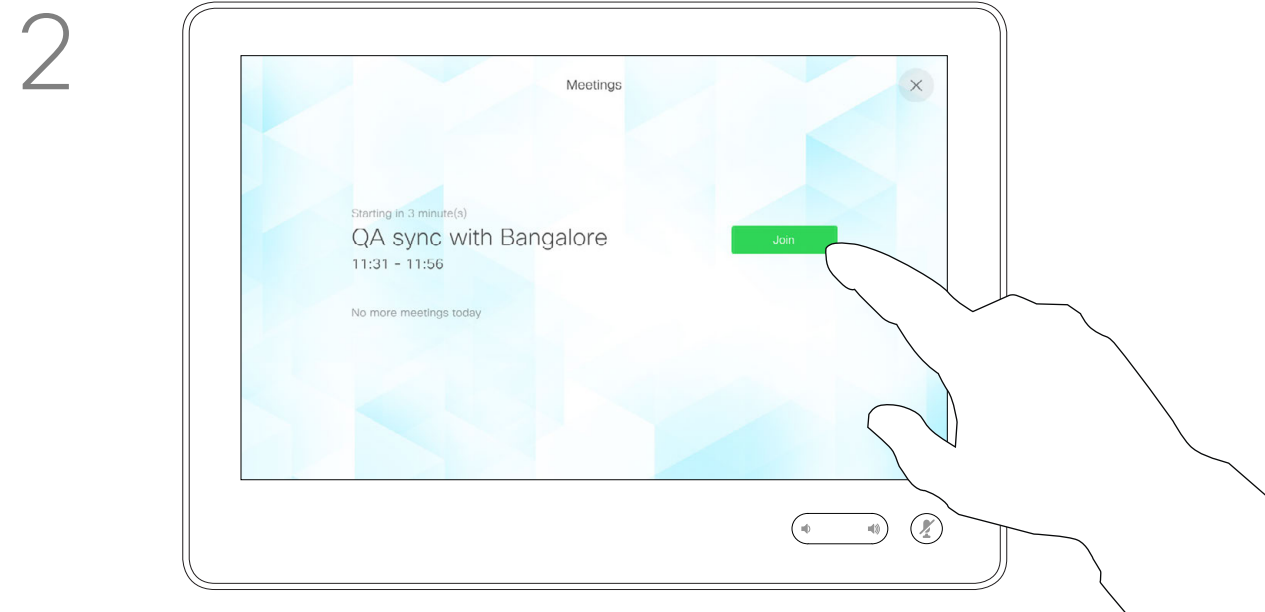 2
Meetings
Starting in 3 minute(s)
QA sync with Bangalore
11:31 - 11:56
Join
No more meetings today